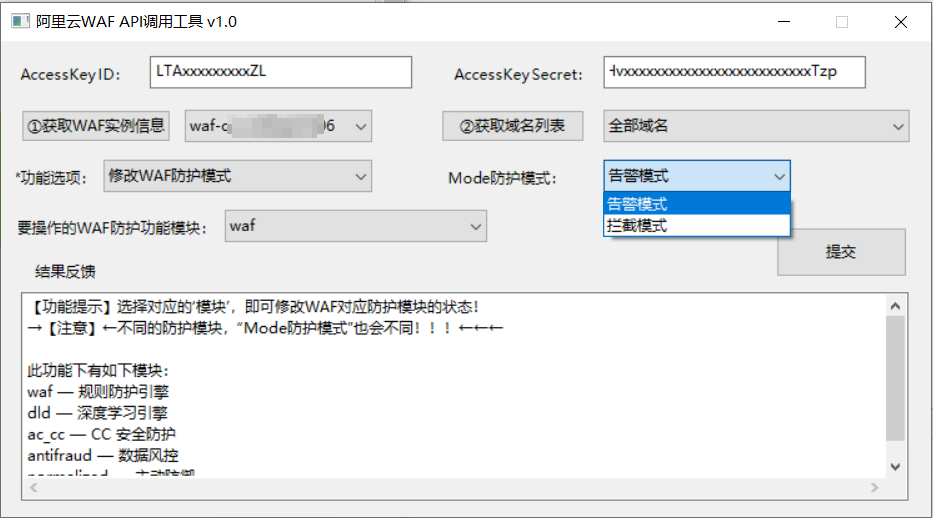 阿里云WAF API调用工具 v1.0
AccessKeyID: LTAxxxxxxxxxZL AccessKeySecret: HvxxxxxxxxxxxxxxxxxxxxxxxxxxTzp
①获取WAF实例信息 waf-c 6 ②获取域名列表 全部域名
*功能选项: 修改WAF防护模式 Mode防护模式: 告警模式
告警模式
拦截模式
要操作的WAF防护功能模块: waf
提交
结果反馈
【功能提示】选择对应的‘模块’，即可修改WAF对应防护模块的状态！
→【注意】←不同的防护模块，“Mode防护模式”也会不同！！！←←←
此功能下有如下模块：
waf — 规则防护引擎
dld — 深度学习引擎
ac_cc — CC 安全防护
antifraud — 数据风控
normalized — 主动防御